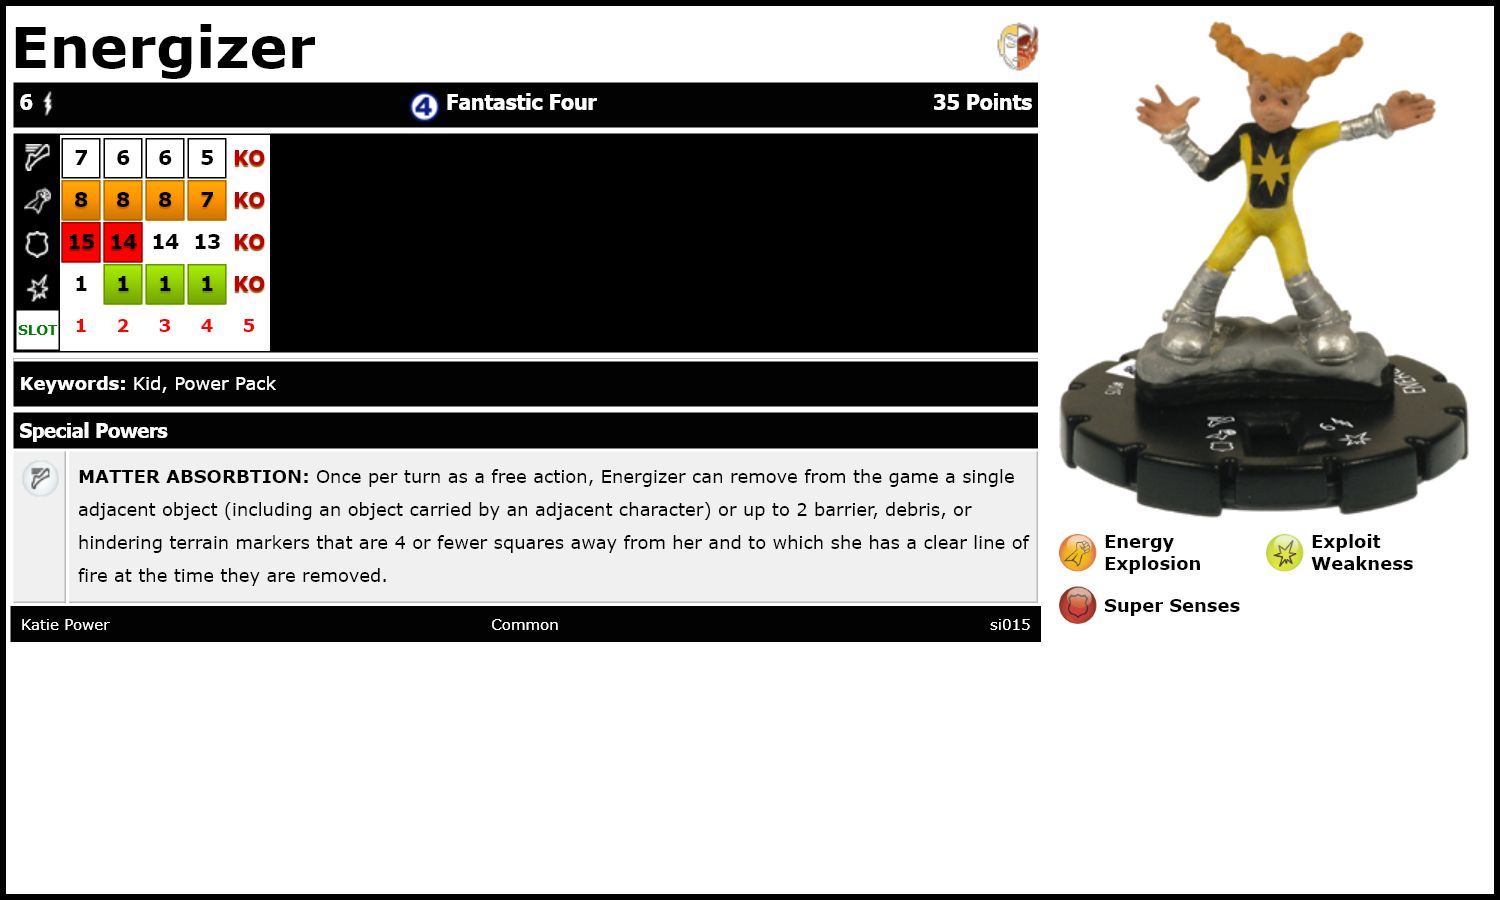 Energizer
6 4 Fantastic Four 35 Points
7 6 6 5 KO
8 8 8 7 KO
15 14 14 13 KO
1 1 1 1 KO
SLOT 1 2 3 4 5
Keywords: Kid, Power Pack
Special Powers
MATTER ABSORBTION: Once per turn as a free action, Energizer can remove from the game a single
adjacent object (including an object carried by an adjacent character) or up to 2 barrier, debris, or
hindering terrain markers that are 4 or fewer squares away from her and to which she has a clear line of
fire at the time they are removed.
Katie Power Common si015
6
Energy
Explosion
Exploit
Weakness
Super Senses